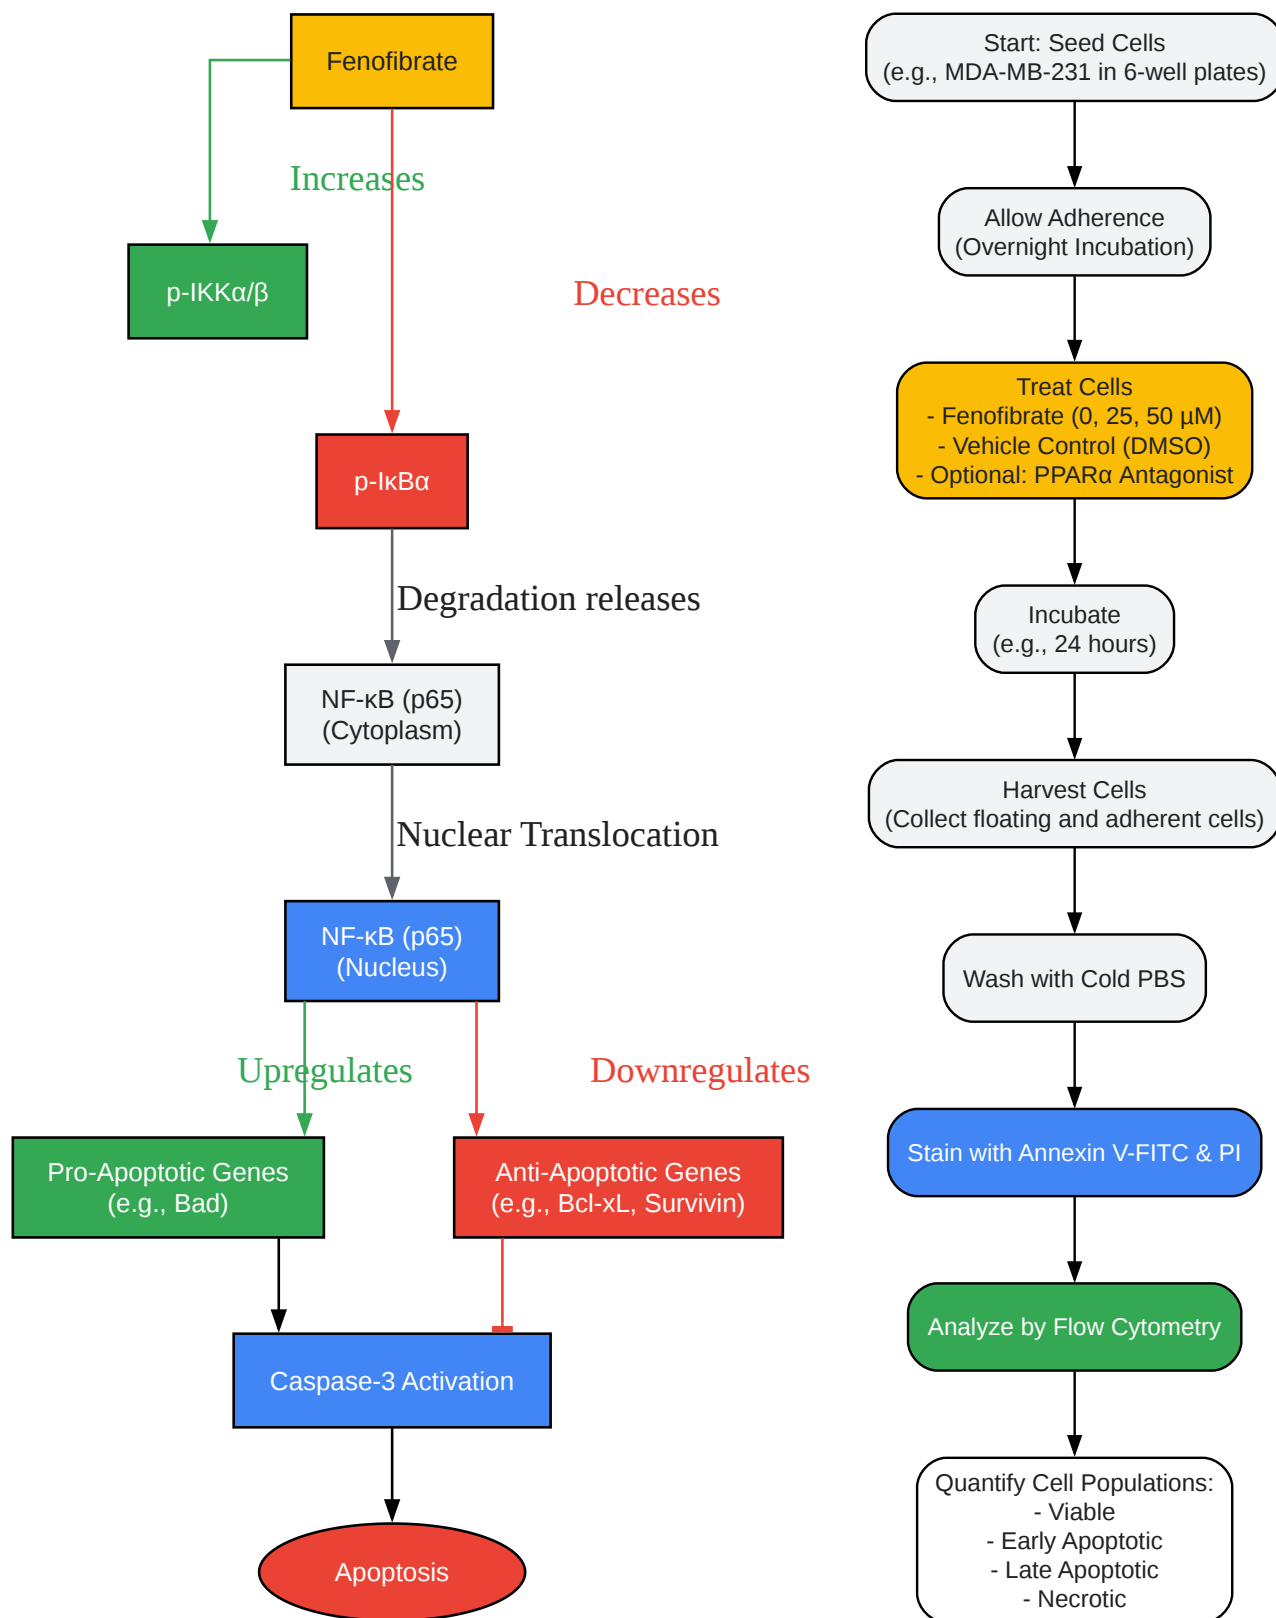 Fenofibrate
Increases
p-IKKα/β
Decreases
p-IκBα
Degradation releases
NF-κB (p65)
(Cytoplasm)
Nuclear Translocation
NF-κB (p65)
(Nucleus)
Upregulates
Downregulates
Pro-Apoptotic Genes
(e.g., Bad)
Anti-Apoptotic Genes
(e.g., Bcl-xL, Survivin)
Caspase-3 Activation
Apoptosis
Start: Seed Cells
(e.g., MDA-MB-231 in 6-well plates)
Allow Adherence
(Overnight Incubation)
Treat Cells
- Fenofibrate (0, 25, 50 µM)
- Vehicle Control (DMSO)
- Optional: PPARα Antagonist
Incubate
(e.g., 24 hours)
Harvest Cells
(Collect floating and adherent cells)
Wash with Cold PBS
Stain with Annexin V-FITC & PI
Analyze by Flow Cytometry
Quantify Cell Populations:
- Viable
- Early Apoptotic
- Late Apoptotic
- Necrotic